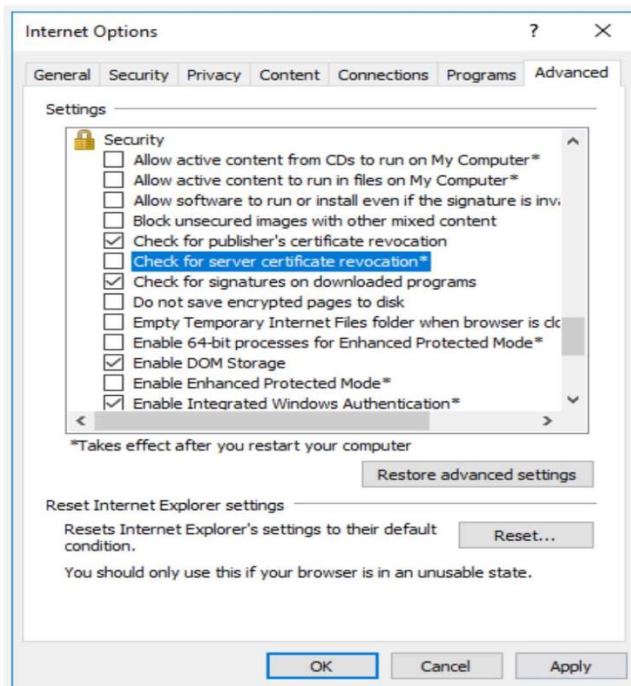 Internet Options ? ×
General Security Privacy Content Connections Programs Advanced
Settings
Security
Allow active content from CDs to run on My Computer*
Allow active content to run in files on My Computer*
Allow software to run or install even if the signature is inva
Block unsecured images with other mixed content
Check for publisher's certificate revocation
Check for server certificate revocation*
Check for signatures on downloaded programs
Do not save encrypted pages to disk
Empty Temporary Internet Files folder when browser is clo
Enable 64-bit processes for Enhanced Protected Mode*
Enable DOM Storage
Enable Enhanced Protected Mode*
Enable Integrated Windows Authentication*
*Takes effect after you restart your computer
Restore advanced settings
Reset Internet Explorer settings
Resets Internet Explorer's settings to their default
condition.
Reset...
You should only use this if your browser is in an unusable state.
OK Cancel Apply